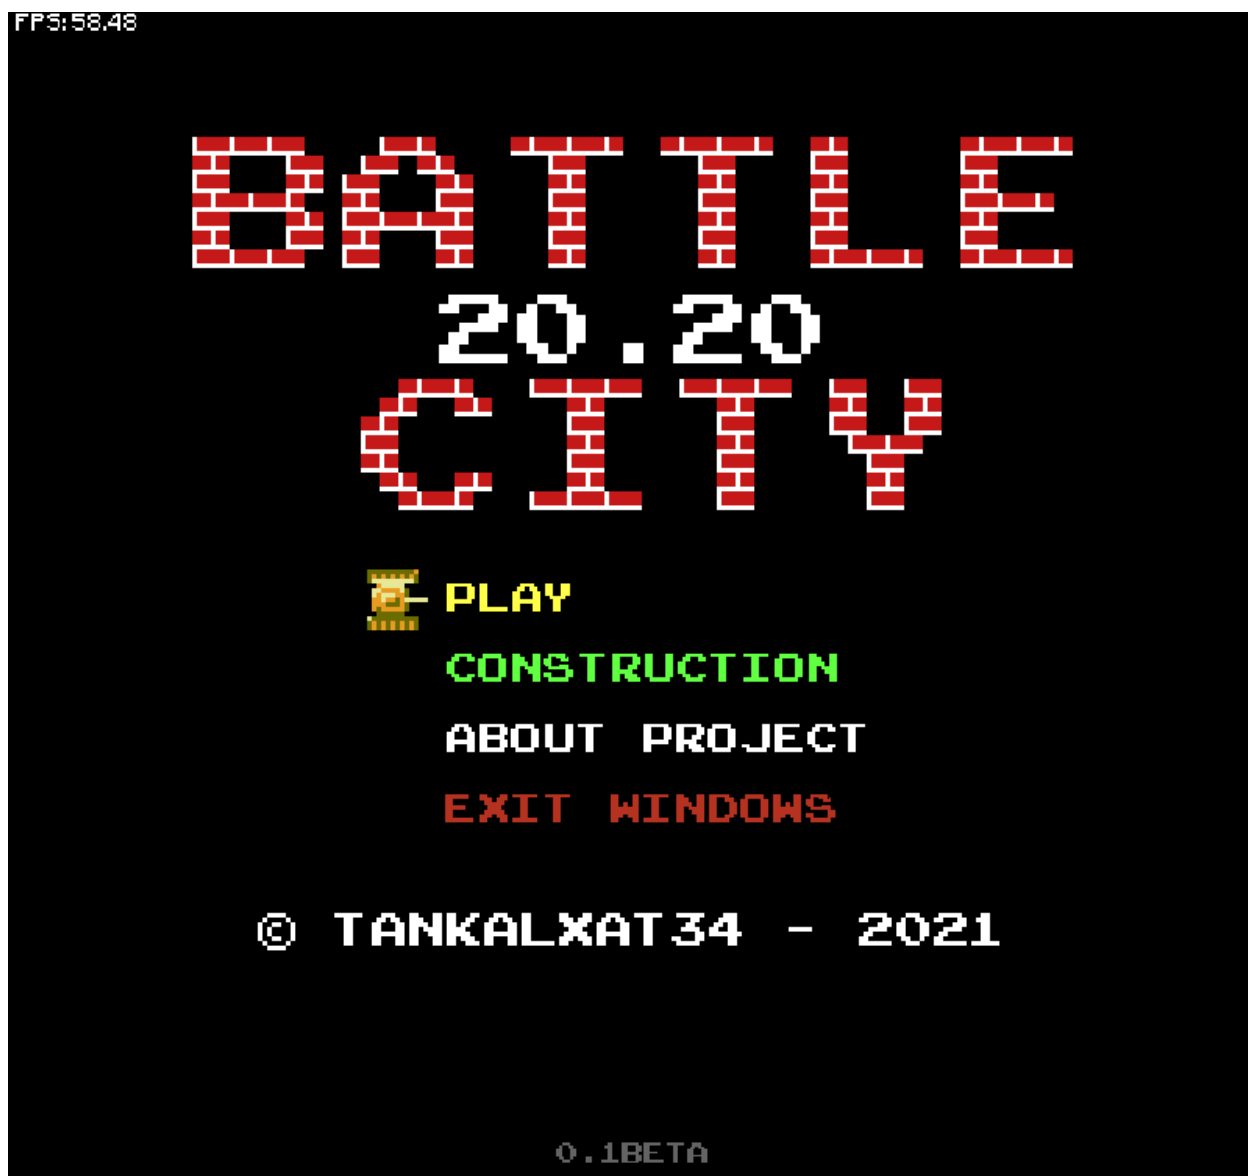 FPS:58.48
BATTLE
20.20
CITY
PLAY
CONSTRUCTION
ABOUT PROJECT
EXIT WINDOWS
© TANKALXAT34 - 2021
0.1BETA